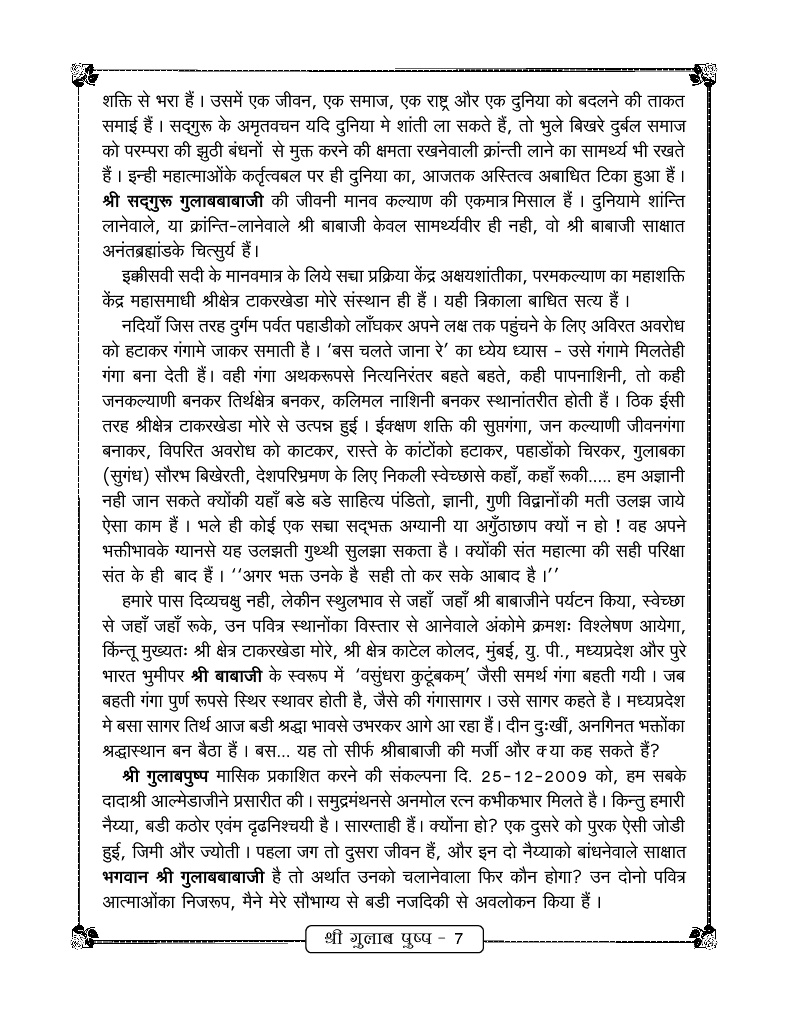 शक्ति से भरा हैं । उसमें एक जीवन, एक समाज, एक राष्ट्र और एक दुनिया को बदलने की ताकत
समाई हैं । सद्‌गुरू के अमृतवचन यदि दुनिया मे शांती ला सकते हैं, तो भुले बिखरे दुर्बल समाज
को परम्परा की झुठी बंधनों से मुक्त करने की क्षमता रखनेवाली क्रांन्ती लाने का सामर्थ्य भी रखते
हैं । इन्ही महात्माओंके कर्तृत्वबल पर ही दुनिया का, आजतक अस्तित्व अबाधित टिका हुआ हैं ।
श्री सद्‌गुरू गुलाबबाबाजी की जीवनी मानव कल्याण की एकमात्र मिसाल हैं । दुनियामे शांन्ति
लानेवाले, या क्रांन्ति-लानेवाले श्री बाबाजी केवल सामर्थ्यवीर ही नही, वो श्री बाबाजी साक्षात
अनंतब्रह्यांडके चित्सुर्य हैं।
इक्कीसवी सदी के मानवमात्र के लिये सच्चा प्रक्रिया केंद्र अक्षयशांतीका, परमकल्याण का महाशक्ति
केंद्र महासमाधी श्रीक्षेत्र टाकरखेडा मोरे संस्थान ही हैं । यही त्रिकाला बाधित सत्य हैं ।
नदियाँ जिस तरह दुर्गम पर्वत पहाडीको लाँघकर अपने लक्ष तक पहुंचने के लिए अविरत अवरोध
को हटाकर गंगामे जाकर समाती है । ‘बस चलते जाना रे’ का ध्येय ध्यास - उसे गंगामे मिलतेही
गंगा बना देती हैं। वही गंगा अथकरूपसे नित्यनिरंतर बहते बहते, कही पापनाशिनी, तो कही
जनकल्याणी बनकर तिर्थक्षेत्र बनकर, कलिमल नाशिनी बनकर स्थानांतरीत होती हैं । ठिक ईसी
तरह श्रीक्षेत्र टाकरखेडा मोरे से उत्पन्न हुई । ईक्षण शक्ति की सुप्तगंगा, जन कल्याणी जीवनगंगा
बनाकर, विपरित अवरोध को काटकर, रास्ते के कांटोंको हटाकर, पहाडोंको चिरकर, गुलाबका
(सुगंध) सौरभ बिखेरती, देशपरिभ्रमण के लिए निकली स्वेच्छासे कहाँ, कहाँ रूकी..... हम अज्ञानी
नही जान सकते क्योंकी यहाँ बडे बडे साहित्य पंडितो, ज्ञानी, गुणी विद्वानोंकी मती उलझ जाये
ऐसा काम हैं । भले ही कोई एक सच्चा सद्‌भक्त अग्यानी या अगुँठाछाप क्यों न हो ! वह अपने
भक्तीभावके ग्यानसे यह उलझती गुथ्थी सुलझा सकता है । क्योंकी संत महात्मा की सही परिक्षा
संत के ही बाद हैं । ‘‘अगर भक्त उनके है सही तो कर सके आबाद है ।’’
हमारे पास दिव्यचक्षु नही, लेकीन स्थुलभाव से जहाँ जहाँ श्री बाबाजीने पर्यटन किया, स्वेच्छा
से जहाँ जहाँ रूके, उन पवित्र स्थानोंका विस्तार से आनेवाले अंकोमे क्रमशः विश्लेषण आयेगा,
किंन्तू मुख्यतः श्री क्षेत्र टाकरखेडा मोरे, श्री क्षेत्र काटेल कोलद, मुंबई, यु. पी., मध्यप्रदेश और पुरे
भारत भुमीपर श्री बाबाजी के स्वरूप में ‘वसुंधरा कुटूंबकम्’ जैसी समर्थ गंगा बहती गयी । जब
बहती गंगा पुर्ण रूपसे स्थिर स्थावर होती है, जैसे की गंगासागर । उसे सागर कहते है । मध्यप्रदेश
मे बसा सागर तिर्थ आज बडी श्रद्धा भावसे उभरकर आगे आ रहा हैं। दीन दुःखीं, अनगिनत भक्तोंका
श्रद्धास्थान बन बैठा हैं । बस... यह तो सीर्फ श्रीबाबाजी की मर्जी और क्या कह सकते हैं?
श्री गुलाबपुष्प मासिक प्रकाशित करने की संकल्पना दि. 25-12-2009 को, हम सबके
दादाश्री आल्मेडाजीने प्रसारीत की । समुद्रमंथनसे अनमोल रत्न कभीकभार मिलते है । किन्तु हमारी
नैय्या, बडी कठोर एवंम दृढनिश्चयी है । सारग्ताही हैं। क्योंना हो? एक दुसरे को पुरक ऐसी जोडी
हुई, जिमी और ज्योती । पहला जग तो दुसरा जीवन हैं, और इन दो नैय्याको बांधनेवाले साक्षात
भगवान श्री गुलाबबाबाजी है तो अर्थात उनको चलानेवाला फिर कौन होगा? उन दोनो पवित्र
आत्माओंका निजरूप, मैने मेरे सौभाग्य से बडी नजदिकी से अवलोकन किया हैं ।
श्री गुलाब पुष्प - 7